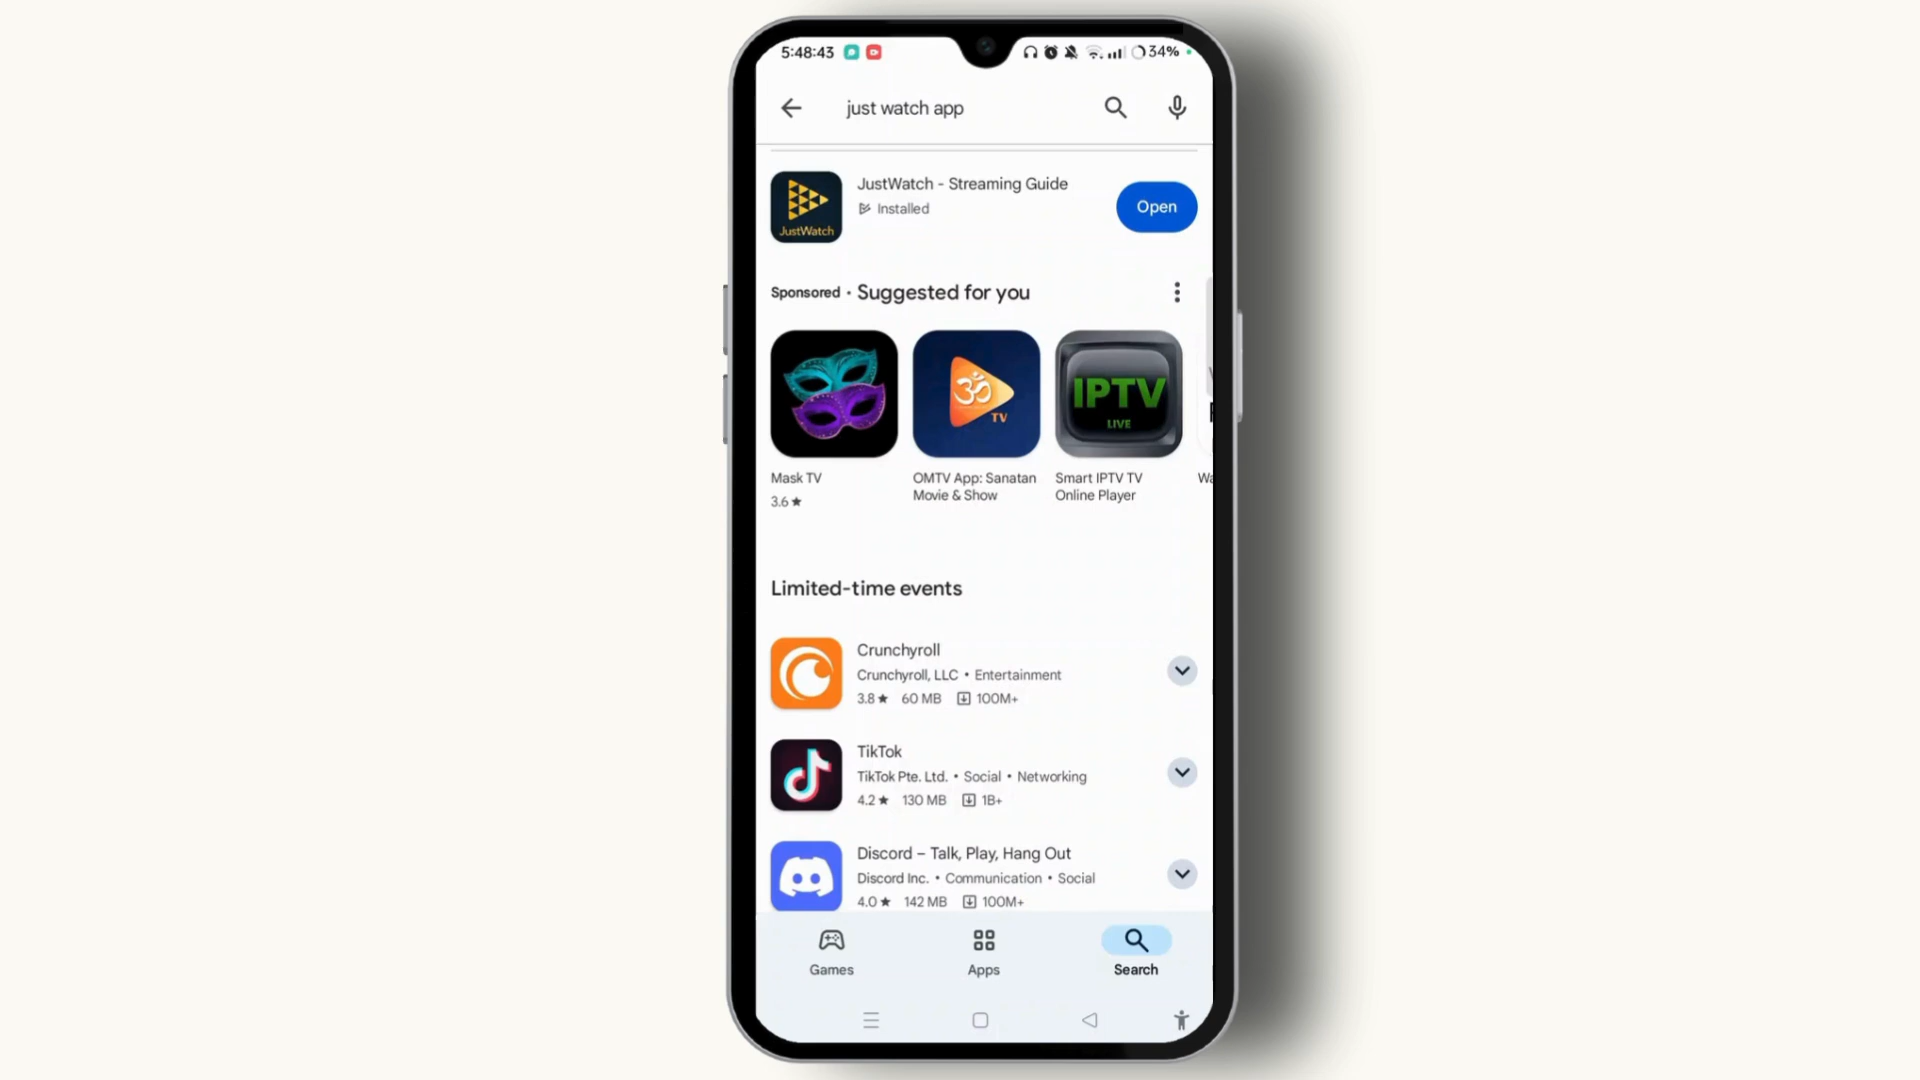 5:48:43
34%
just watch app
JustWatch - Streaming Guide
Installed
Open
JustWatch
Sponsored • Suggested for you
ॐ
TV
IPTV
LIVE
Mask TV
3.6★
OMTV App: Sanatan
Movie & Show
Smart IPTV TV
Online Player
Wa
Limited-time events
Crunchyroll
Crunchyroll, LLC • Entertainment
3.8★ 60 MB 100M+
TikTok
TikTok Pte. Ltd. • Social • Networking
4.2★ 130 MB 1B+
Discord – Talk, Play, Hang Out
Discord Inc. • Communication • Social
4.0★ 142 MB 100M+
Games
Apps
Search